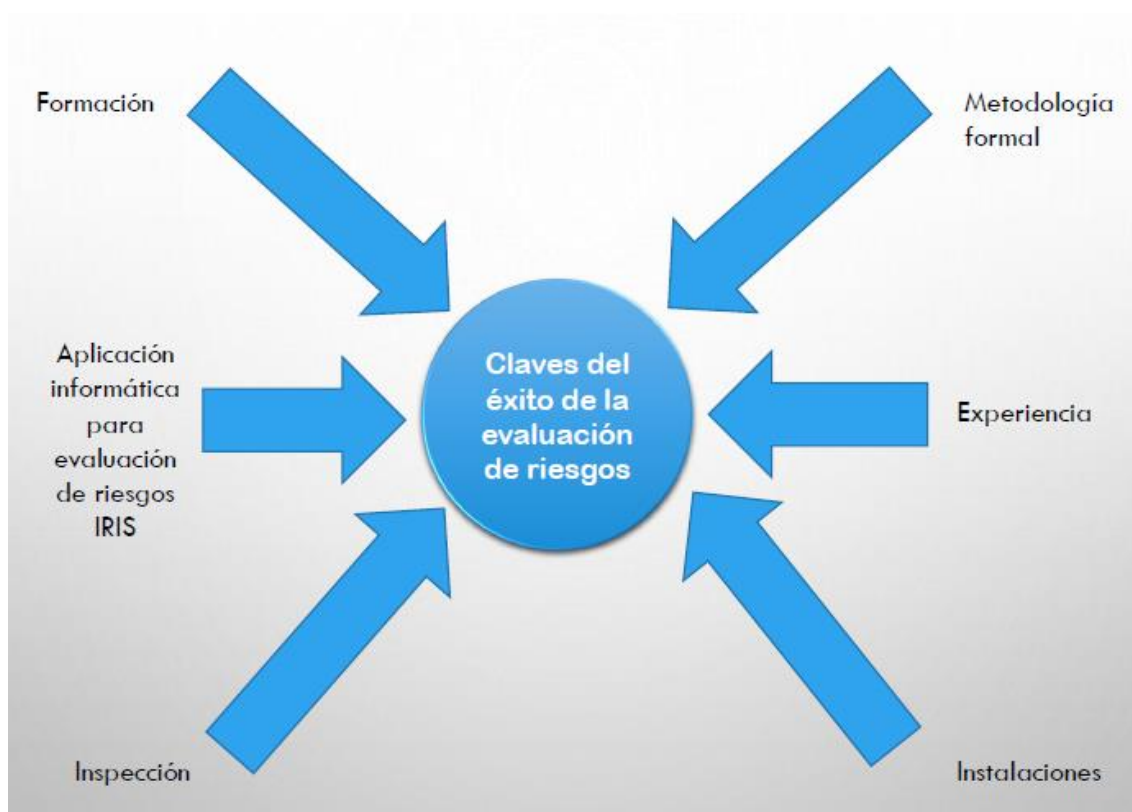 Formación
Metodología
formal
Aplicación
informática
para
evaluación
de riesgos
IRIS
Claves del
éxito de la
evaluación
de riesgos
Experiencia
Inspección
Instalaciones